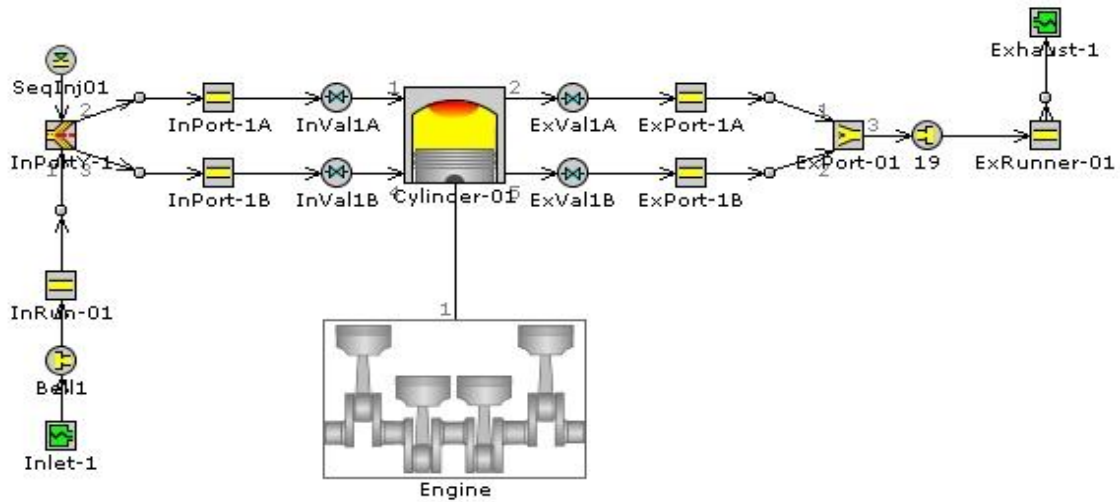 Exhaust-1
SeqInj01
2
1
2
InPort-1A
InVal1A
ExVal1A
ExPort-1A
1
3
InPortY-1
ExPort-01
19
ExRunner-01
1
3
4
5
2
InPort-1B
InVal1B
Cylinder-01
ExVal1B
ExPort-1B
InRun-01
1
Bell1
Inlet-1
Engine